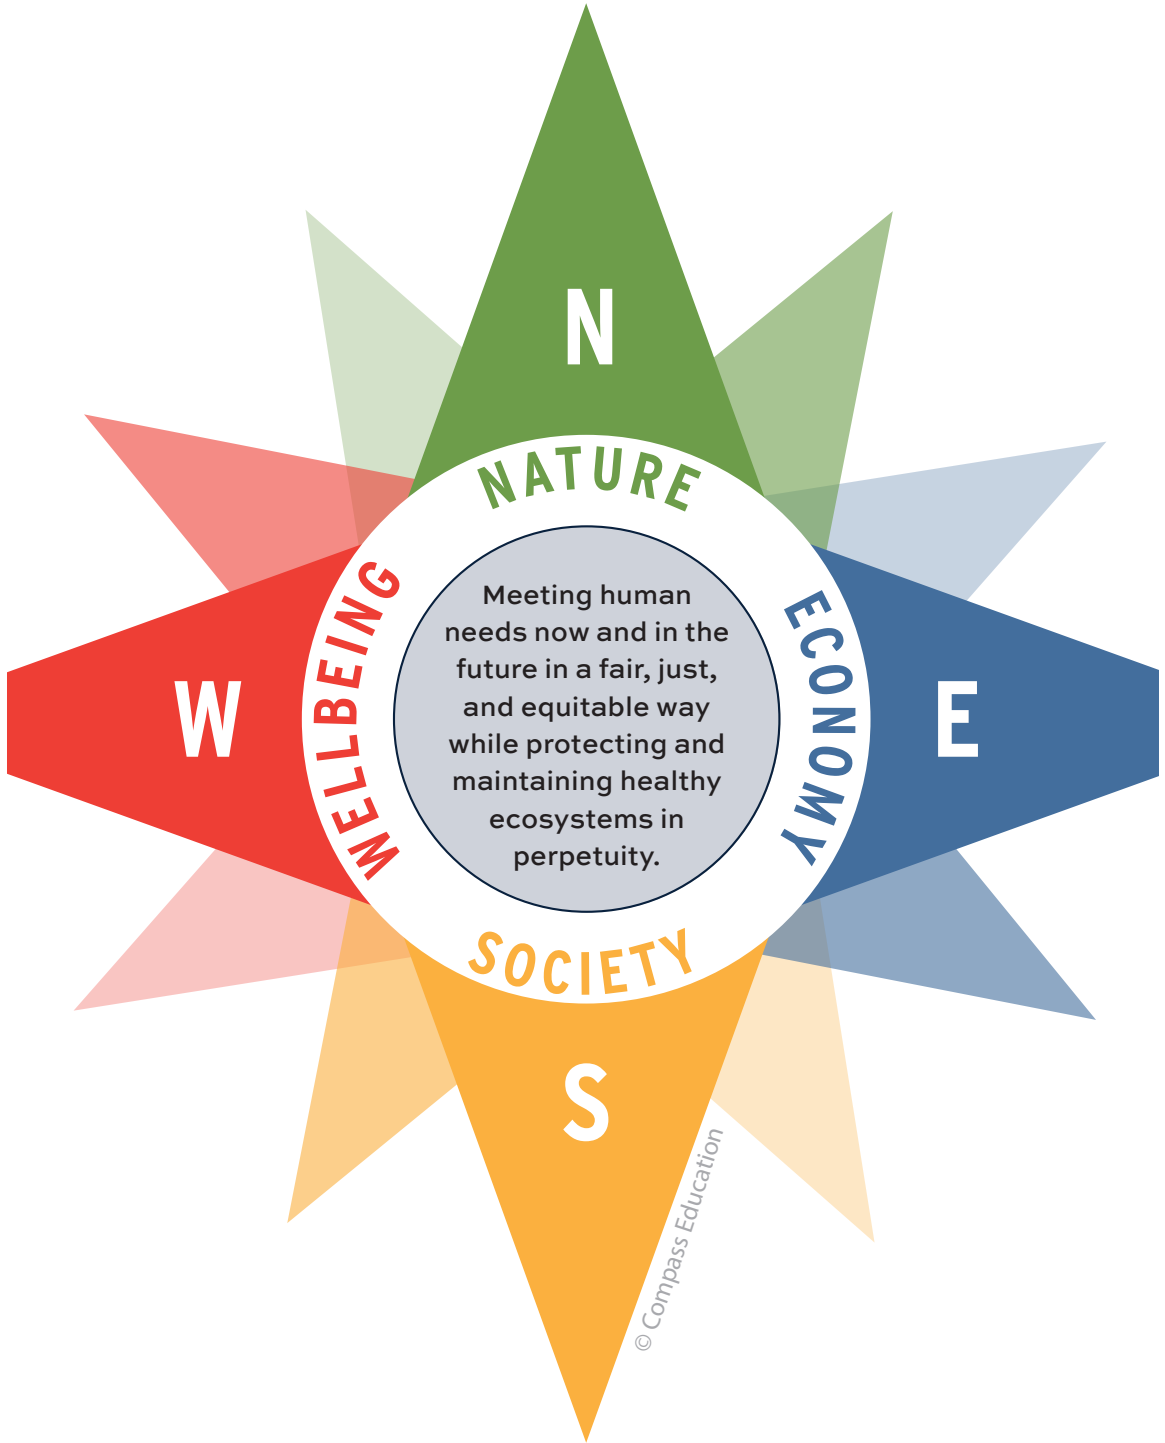 N
NATURE
W
WELLBEING
Meeting human
needs now and in the
future in a fair, just,
and equitable way
while protecting and
maintaining healthy
ecosystems in
perpetuity.
ECONOMY
E
SOCIETY
S
© Compass Education